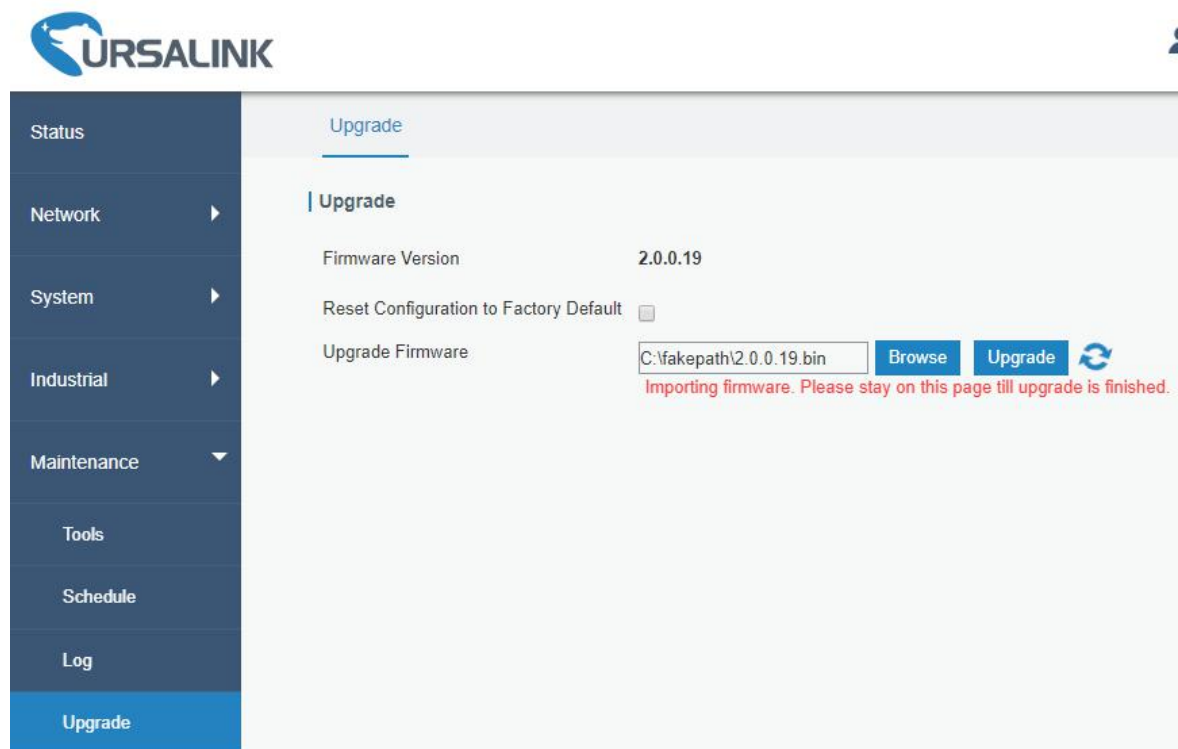 URSALINK
Status
Network
System
Industrial
Maintenance
Tools
Schedule
Log
Upgrade
Upgrade
Upgrade
Firmware Version 2.0.0.19
Reset Configuration to Factory Default
Upgrade Firmware C:\fakepath\2.0.0.19.bin Browse Upgrade
Importing firmware. Please stay on this page till upgrade is finished.